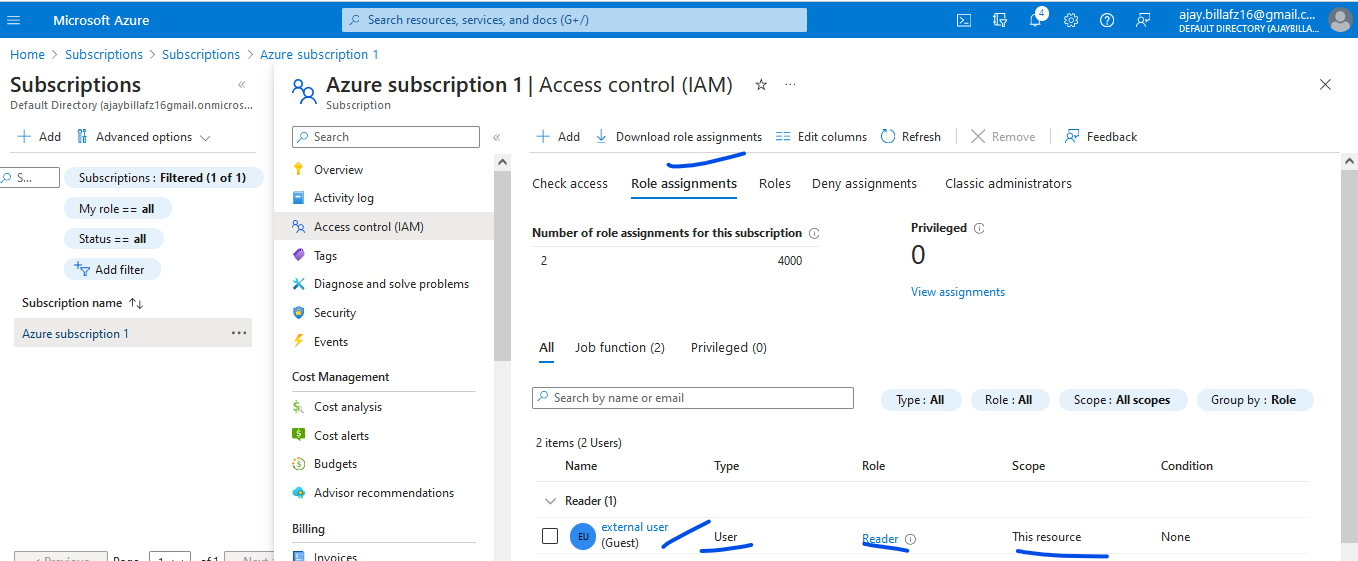 Microsoft Azure
Search resources, services, and docs (G+/)
4
ajay.billafz16@gmail.c...
DEFAULT DIRECTORY (AJAYBILLA...
Home > Subscriptions > Subscriptions > Azure subscription 1
Subscriptions
«
Default Directory (ajaybillafz16gmail.onmicros...
Add
Advanced options
S...
Subscriptions : Filtered (1 of 1)
My role == all
Status == all
Add filter
Subscription name ↑↓
Azure subscription 1 ...
< Previous Page 1 of 1 Next >
Azure subscription 1 | Access control (IAM) ☆ ...
Subscription
Search
«
Overview
Activity log
Access control (IAM)
Tags
Diagnose and solve problems
Security
Events
Cost Management
Cost analysis
Cost alerts
Budgets
Advisor recommendations
Billing
Invoices
Add Download role assignments Edit columns Refresh Remove Feedback
Check access Role assignments Roles Deny assignments Classic administrators
Number of role assignments for this subscription
2 4000
Privileged
0
View assignments
All Job function (2) Privileged (0)
Search by name or email
Type : All Role : All Scope : All scopes Group by : Role
2 items (2 Users)
Name Type Role Scope Condition
Reader (1)
EU
external user
(Guest)
User Reader This resource None